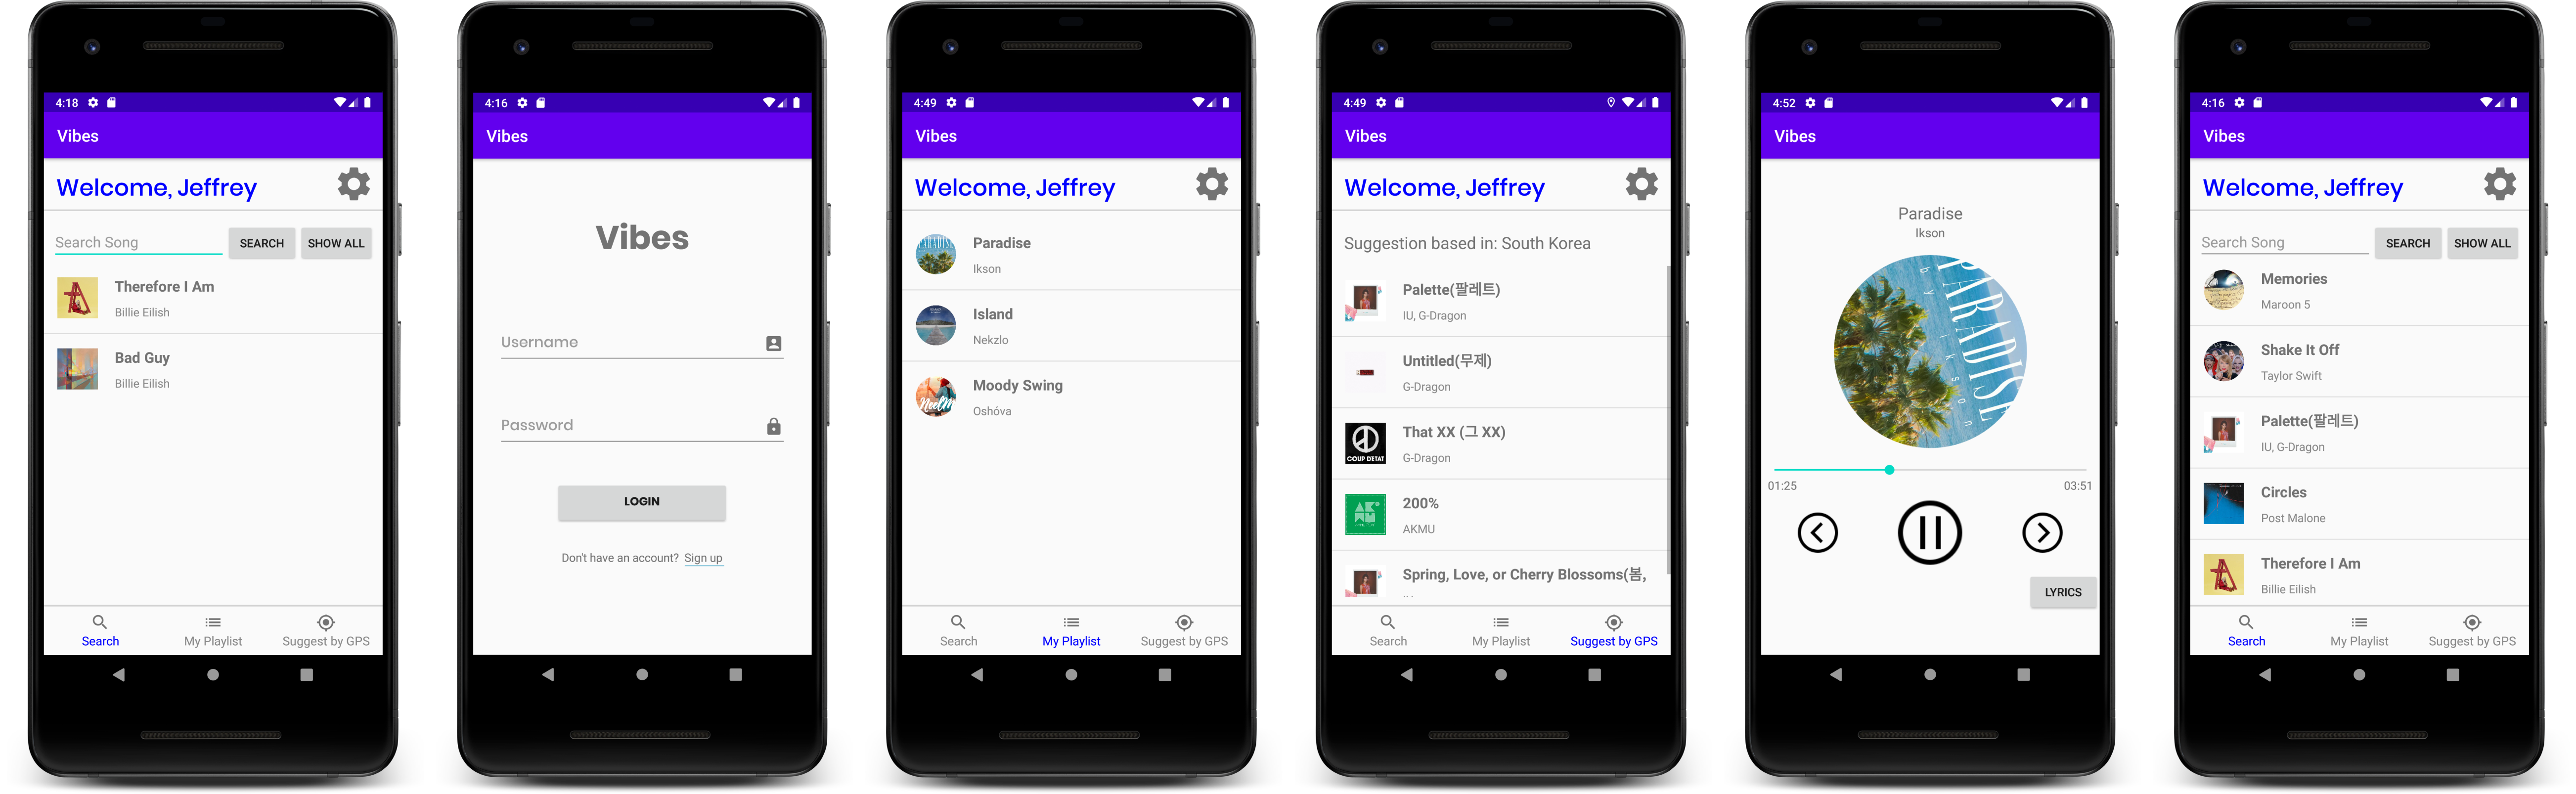 4:18
Vibes
Welcome, Jeffrey
Search Song
SEARCH
SHOW ALL
Therefore I Am
Billie Eilish
Bad Guy
Billie Eilish
Search
My Playlist
Suggest by GPS
4:16
Vibes
Vibes
Username
Password
LOGIN
Don't have an account? Sign up
4:49
Vibes
Welcome, Jeffrey
PARADISE
Paradise
Ikson
Island
Nekzlo
NeelM
Moody Swing
Oshóva
Search
My Playlist
Suggest by GPS
4:49
Vibes
Welcome, Jeffrey
Suggestion based in: South Korea
Palette(팔레트)
IU, G-Dragon
Untitled(무제)
G-Dragon
COUP D'ETAT
That XX (그 XX)
G-Dragon
AKMU
200%
AKMU
Spring, Love, or Cherry Blossoms(봄,
Search
My Playlist
Suggest by GPS
4:52
Vibes
Paradise
Ikson
PARADISE
by ikson
01:25
03:51
LYRICS
4:16
Vibes
Welcome, Jeffrey
Search Song
SEARCH
SHOW ALL
Memories
Maroon 5
Shake It Off
Taylor Swift
Palette(팔레트)
IU, G-Dragon
Circles
Post Malone
Therefore I Am
Billie Eilish
Search
My Playlist
Suggest by GPS